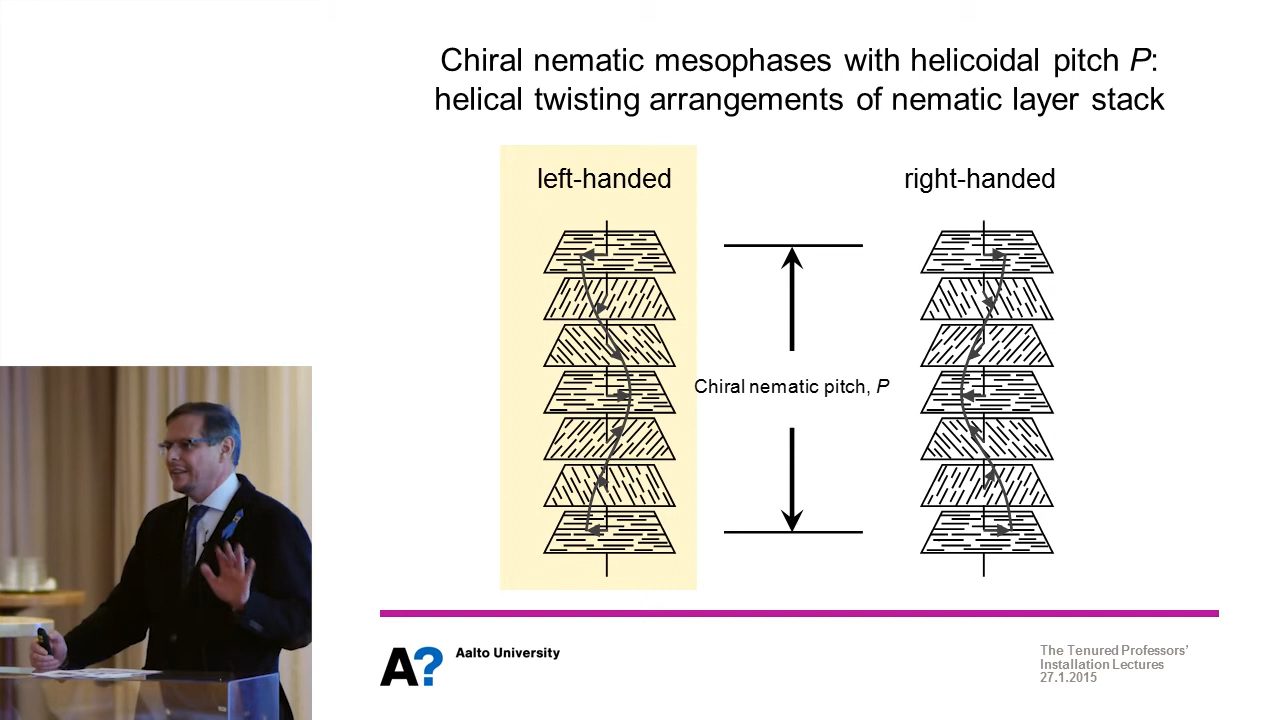 Chiral nematic mesophases with helicoidal pitch P:
helical twisting arrangements of nematic layer stack
left-handed
right-handed
Chiral nematic pitch, P
A?
Aalto University
The Tenured Professors'
Installation Lectures
27.1.2015